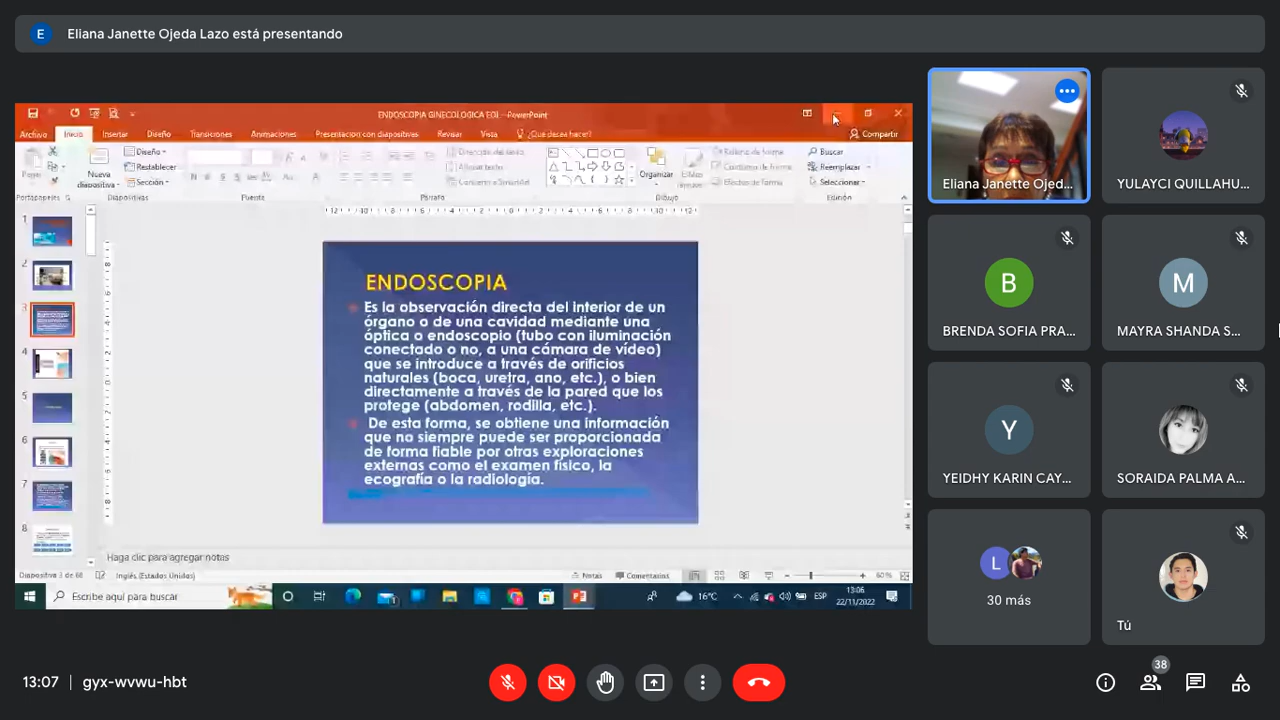 E Eliana Janette Ojeda Lazo está presentando
ENDOSCOPIA GINECOLOGICA EOL - PowerPoint
Archivo Inicio Insertar Diseño Transiciones Animaciones Presentación con diapositivas Revisar Vista ¿Qué desea hacer? Compartir
Nueva diapositiva
Diseño
Restablecer
Sección
Organizar
Buscar
Reemplazar
Seleccionar
Diapositivas Fuente Párrafo Dibujo Edición
1
2
3
4
5
6
7
8
ENDOSCOPIA
Es la observación directa del interior de un
órgano o de una cavidad mediante una
óptica o endoscopio (tubo con iluminación
conectado o no, a una cámara de vídeo)
que se introduce a través de orificios
naturales (boca, uretra, ano, etc.), o bien
directamente a través de la pared que los
protege (abdomen, rodilla, etc.).
De esta forma, se obtiene una información
que no siempre puede ser proporcionada
de forma fiable por otras exploraciones
externas como el examen físico, la
ecografía o la radiología.
Haga clic para agregar notas
Diapositiva 3 de 68 Inglés (Estados Unidos) Notas Comentarios 60%
Escribe aquí para buscar 16°C ESP 13:06
22/11/2022
Eliana Janette Ojed...
YULAYCI QUILLAHU...
B
BRENDA SOFIA PRA...
M
MAYRA SHANDA S...
Y
YEIDHY KARIN CAY...
SORAIDA PALMA A...
L
30 más
Tú
13:07 | gyx-wvwu-hbt
38